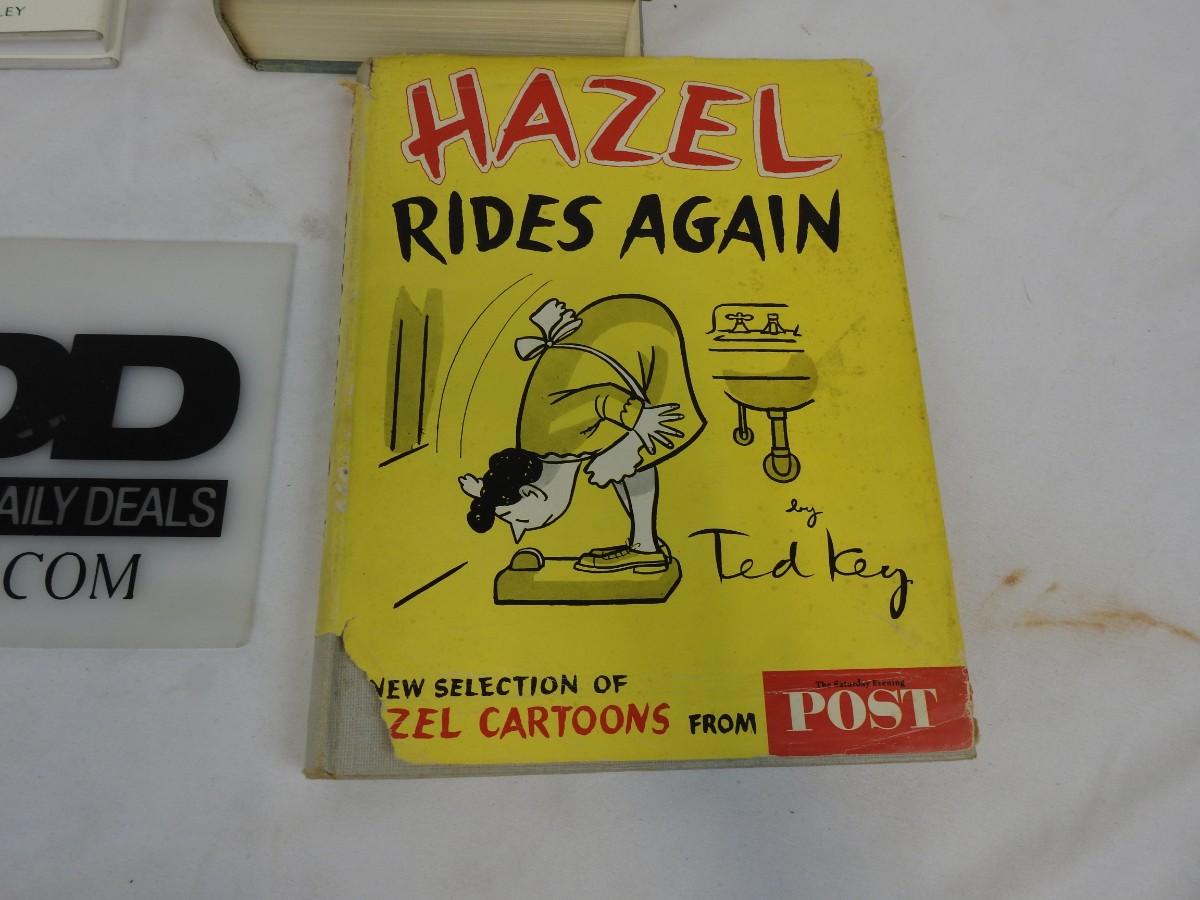 LEY
HAZEL
RIDES AGAIN
D
AILY DEALS
.COM
by
Ted Key
NEW SELECTION OF
ZEL CARTOONS FROM
The Saturday Evening
POST